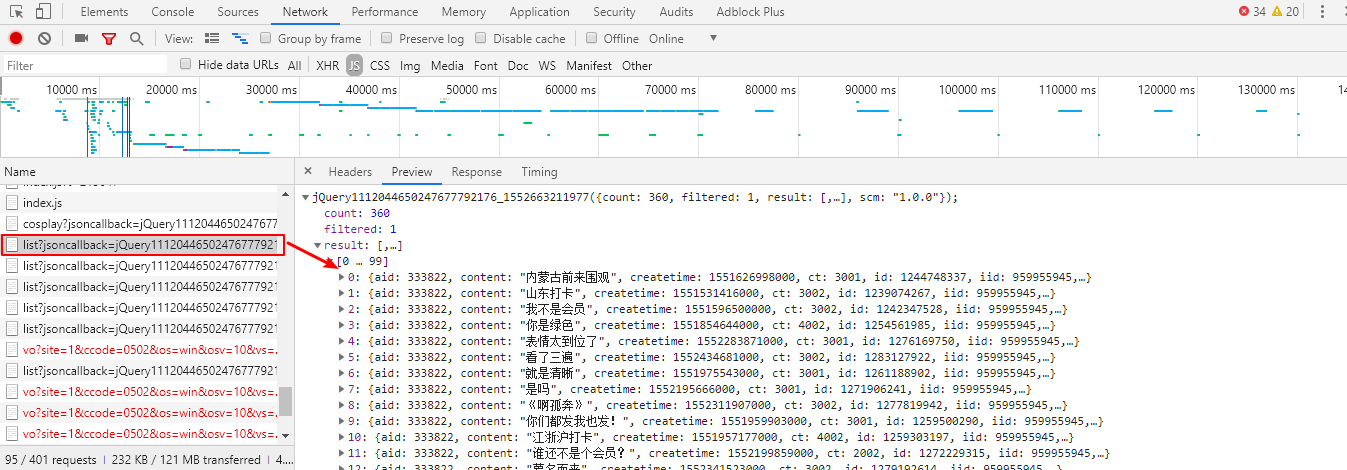 Elements Console Sources Network Performance Memory Application Security Audits Adblock Plus 34 20
View: Group by frame Preserve log Disable cache Offline Online
Filter Hide data URLs All XHR JS CSS Img Media Font Doc WS Manifest Other
10000 ms 20000 ms 30000 ms 40000 ms 50000 ms 60000 ms 70000 ms 80000 ms 90000 ms 100000 ms 110000 ms 120000 ms 130000 ms 14
Name
index.js
cosplay?jsoncallback=jQuery1112044650247677
list?jsoncallback=jQuery11120446502476777921
list?jsoncallback=jQuery11120446502476777921
list?jsoncallback=jQuery11120446502476777921
list?jsoncallback=jQuery11120446502476777921
list?jsoncallback=jQuery11120446502476777921
vo?site=1&ccode=0502&os=win&osv=10&vs=..
list?jsoncallback=jQuery11120446502476777921
vo?site=1&ccode=0502&os=win&osv=10&vs=..
vo?site=1&ccode=0502&os=win&osv=10&vs=..
vo?site=1&ccode=0502&os=win&osv=10&vs=..
95 / 401 requests 232 KB / 121 MB transferred 4....
× Headers Preview Response Timing
jQuery1112044650247677792176_1552663211977({count: 360, filtered: 1, result: [,…], scm: "1.0.0"});
count: 360
filtered: 1
result: [,…]
[0 … 99]
0: {aid: 333822, content: "内蒙古前来围观", createtime: 1551626998000, ct: 3001, id: 1244748337, iid: 959955945,…}
1: {aid: 333822, content: "山东打卡", createtime: 1551531416000, ct: 3002, id: 1239074267, iid: 959955945,…}
2: {aid: 333822, content: "我不是会员", createtime: 1551596500000, ct: 3002, id: 1242347528, iid: 959955945,…}
3: {aid: 333822, content: "你是绿色", createtime: 1551854644000, ct: 4002, id: 1254561985, iid: 959955945,…}
4: {aid: 333822, content: "表情太到位了", createtime: 1552283871000, ct: 3001, id: 1276169750, iid: 959955945,…}
5: {aid: 333822, content: "看了三遍", createtime: 1552434681000, ct: 3002, id: 1283127922, iid: 959955945,…}
6: {aid: 333822, content: "就是清晰", createtime: 1551975543000, ct: 3001, id: 1261188902, iid: 959955945,…}
7: {aid: 333822, content: "是吗", createtime: 1552195666000, ct: 3001, id: 1271906241, iid: 959955945,…}
8: {aid: 333822, content: "《啊孤奔》", createtime: 1552311907000, ct: 3002, id: 1277819942, iid: 959955945,…}
9: {aid: 333822, content: "你们都发我也发！", createtime: 1551959903000, ct: 3001, id: 1259500290, iid: 959955945,…}
10: {aid: 333822, content: "江浙沪打卡", createtime: 1551957177000, ct: 4002, id: 1259303197, iid: 959955945,…}
11: {aid: 333822, content: "谁还不是个会员？", createtime: 1552199859000, ct: 2002, id: 1272229315, iid: 959955945,…}